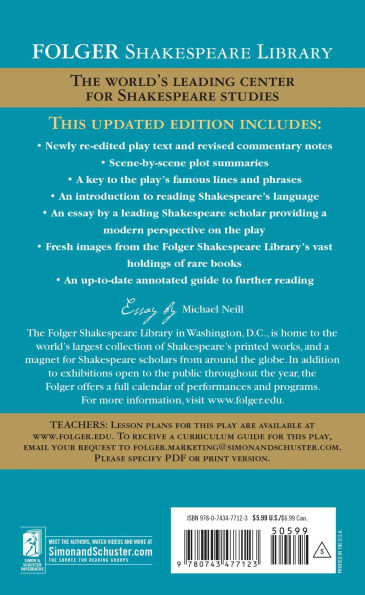 FOLGER SHAKESPEARE LIBRARY
THE WORLD'S LEADING CENTER
FOR SHAKESPEARE STUDIES
THIS UPDATED EDITION INCLUDES:
• Newly re-edited play text and revised commentary notes
• Scene-by-scene plot summaries
• A key to the play's famous lines and phrases
• An introduction to reading Shakespeare's language
• An essay by a leading Shakespeare scholar providing a
modern perspective on the play
• Fresh images from the Folger Shakespeare Library's vast
holdings of rare books
• An up-to-date annotated guide to further reading
Essay by Michael Neill
The Folger Shakespeare Library in Washington, D.C., is home to the
world's largest collection of Shakespeare's printed works, and a
magnet for Shakespeare scholars from around the globe. In addition
to exhibitions open to the public throughout the year, the
Folger offers a full calendar of performances and programs.
For more information, visit www.folger.edu.
TEACHERS: LESSON PLANS FOR THIS PLAY ARE AVAILABLE AT
WWW.FOLGER.EDU. TO RECEIVE A CURRICULUM GUIDE FOR THIS PLAY,
EMAIL YOUR REQUEST TO FOLGER.MARKETING@SIMONANDSCHUSTER.COM.
PLEASE SPECIFY PDF OR PRINT VERSION.
SIMON &
SCHUSTER
PAPERBACKS
MEET THE AUTHORS, WATCH VIDEOS AND MORE AT
SimonandSchuster.com
THE SOURCE FOR READING GROUPS
ISBN 978-0-7434-7712-3 $5.99 U.S./$6.99 Can.
50599
9 780743 477123
S
PRINTED IN THE U.S.A.